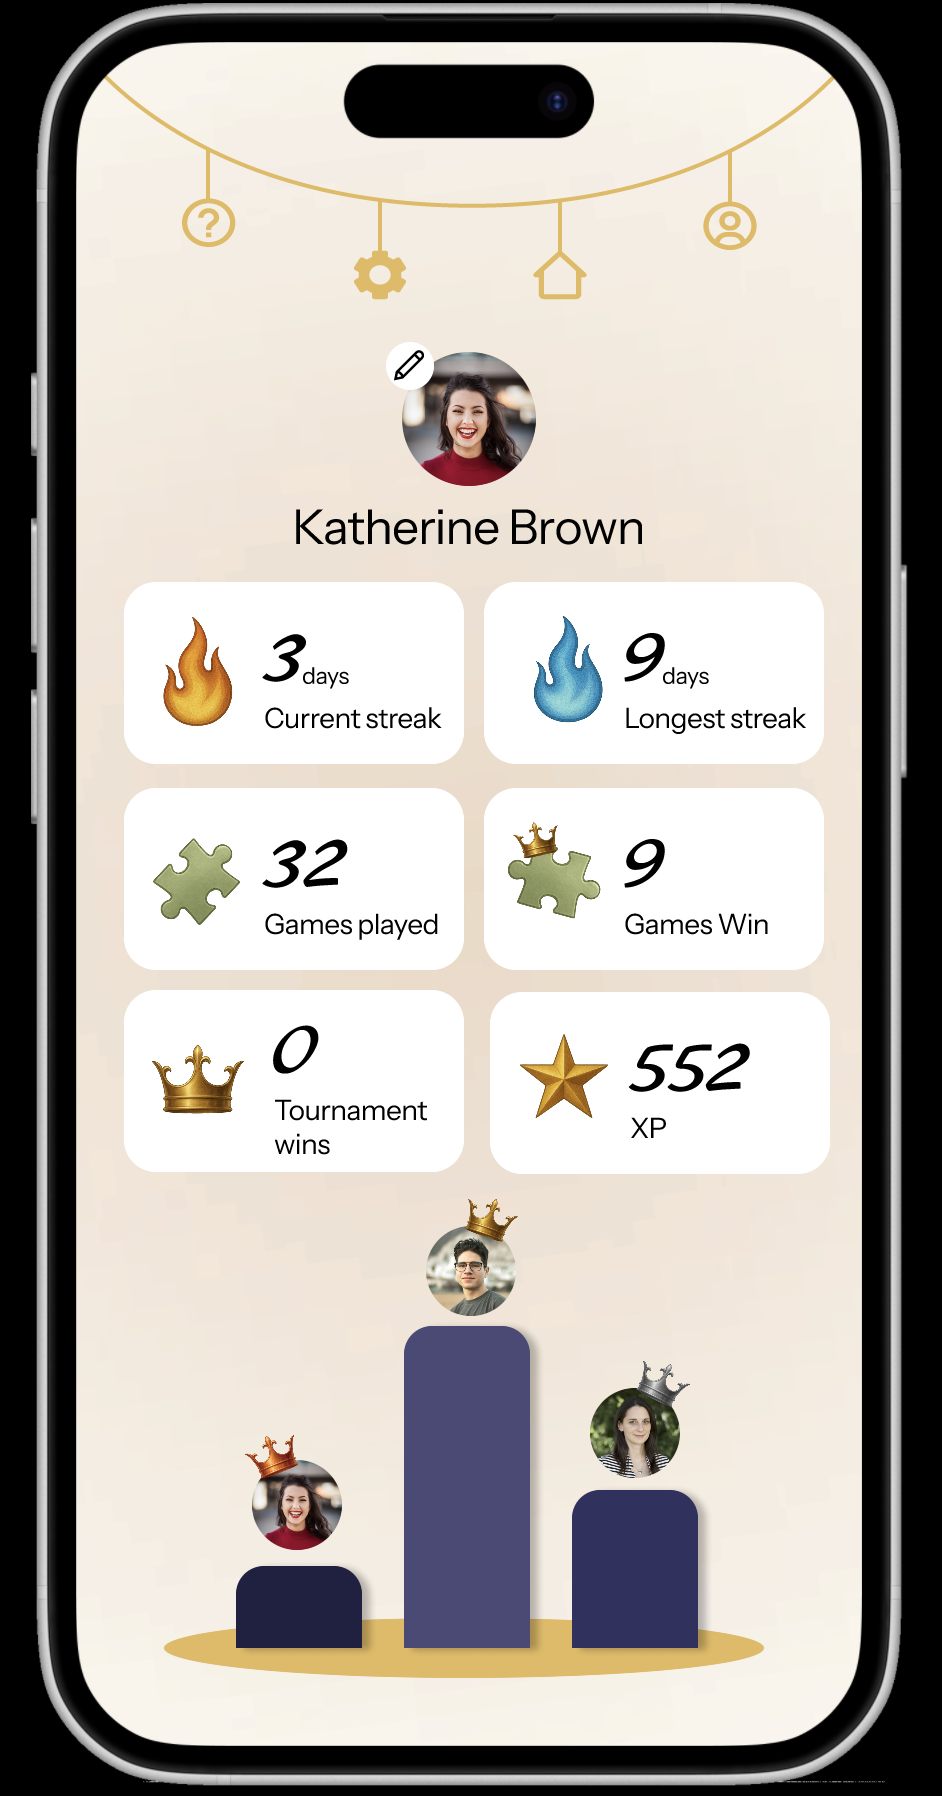 ?
Katherine Brown
3 days
Current streak
9 days
Longest streak
32
Games played
9
Games Win
0
Tournament
wins
552
XP